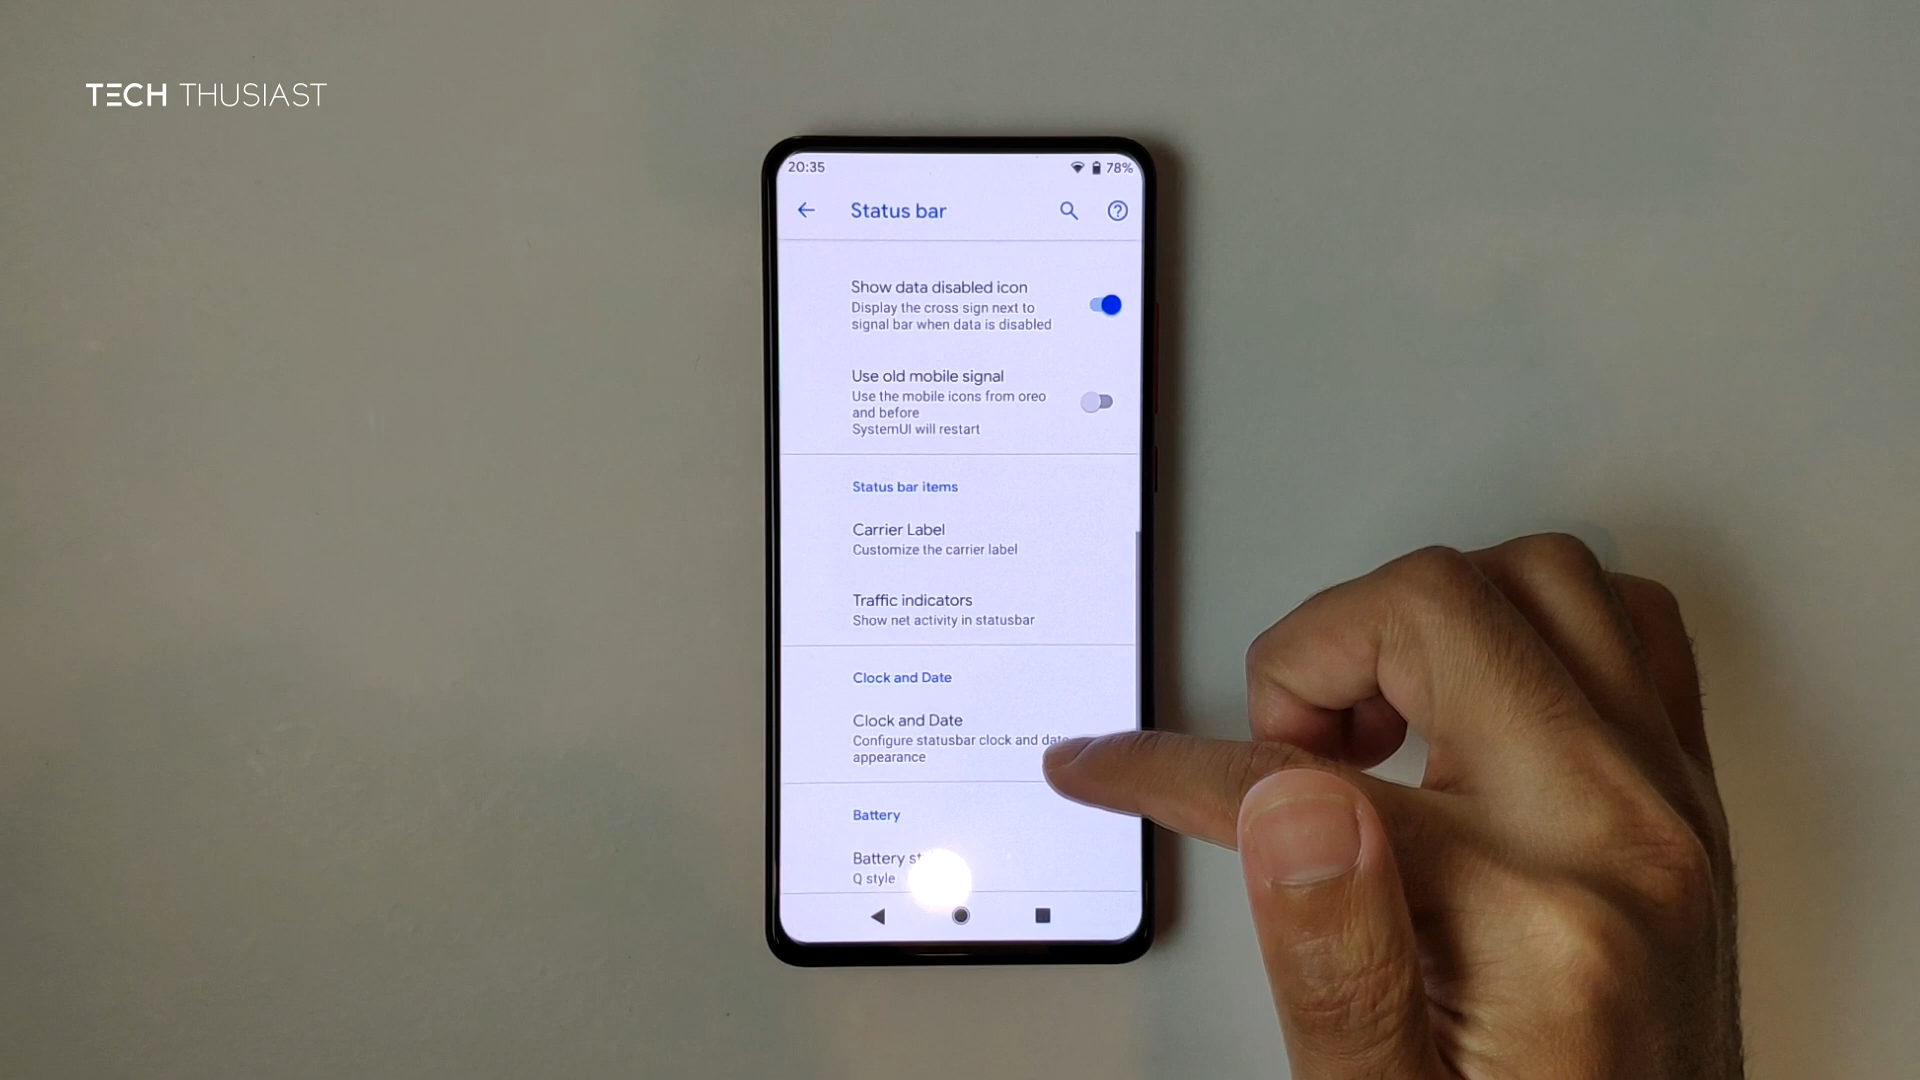 TECH THUSIAST
20:35
78%
Status bar
Show data disabled icon
Display the cross sign next to
signal bar when data is disabled
Use old mobile signal
Use the mobile icons from oreo
and before
SystemUI will restart
Status bar items
Carrier Label
Customize the carrier label
Traffic indicators
Show net activity in statusbar
Clock and Date
Clock and Date
Configure statusbar clock and date
appearance
Battery
Battery
Q style